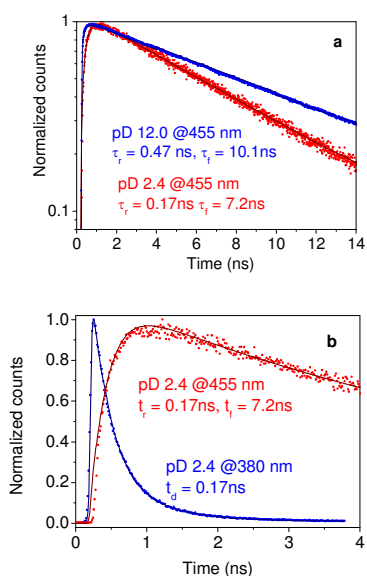 a
Normalized counts
1
0.1
pD 12.0 @455 nm
τr = 0.47 ns, τf = 10.1ns
pD 2.4 @455 nm
τr = 0.17ns τf = 7.2ns
0 2 4 6 8 10 12 14
Time (ns)
b
Normalized counts
1.0
0.8
0.6
0.4
0.2
0.0
pD 2.4 @455 nm
tr = 0.17ns, tf = 7.2ns
pD 2.4 @380 nm
td = 0.17ns
0 1 2 3 4
Time (ns)